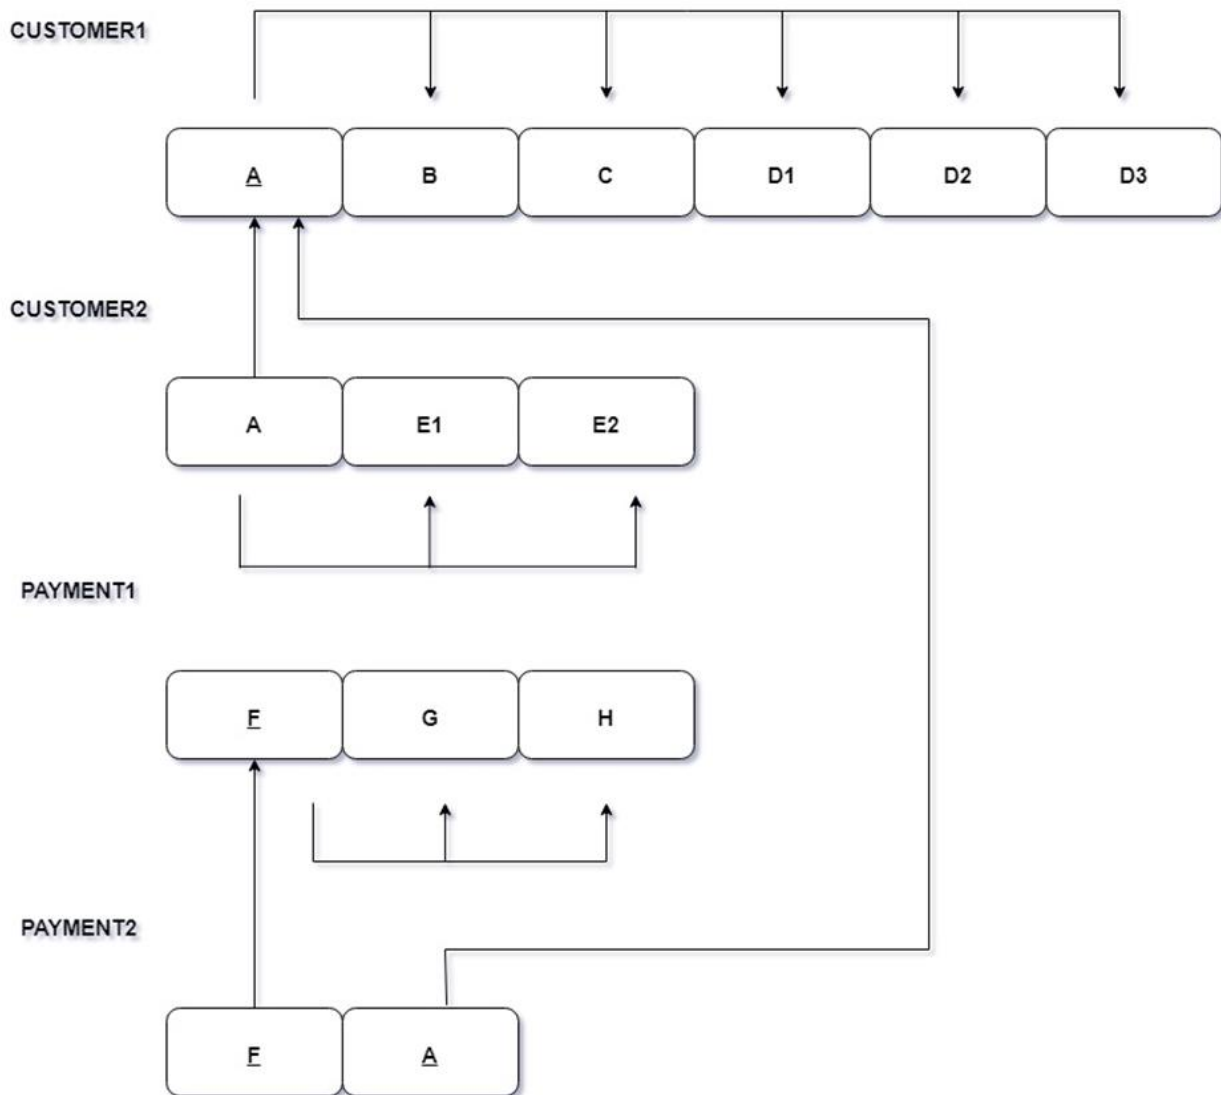 CUSTOMER1
A B C D1 D2 D3
CUSTOMER2
A E1 E2
PAYMENT1
F G H
PAYMENT2
F A